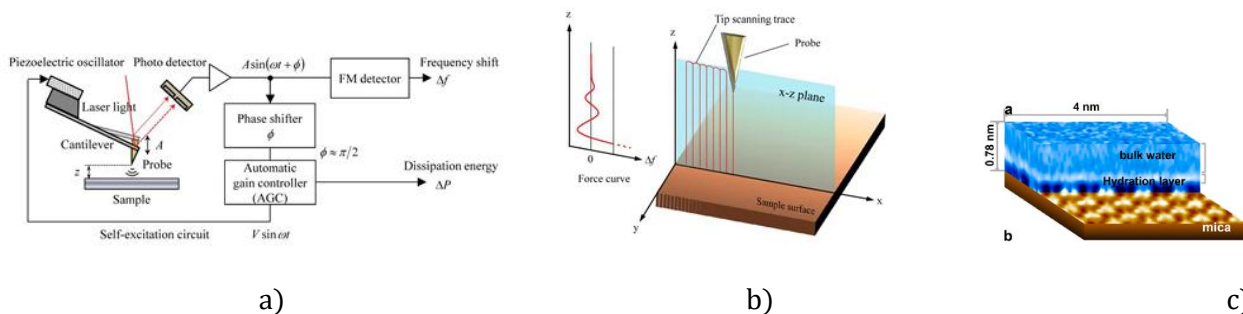 Piezoelectric oscillator
Photo detector
A sin(ωt + ϕ)
Frequency shift
Δf
FM detector
Laser light
Cantilever
A
Phase shifter
ϕ
ϕ ≈ π/2
Probe
z
Sample
Automatic
gain controller
(AGC)
Dissipation energy
ΔP
Self-excitation circuit
V sin ωt
a)
z
z
Tip scanning trace
Probe
x-z plane
0
Δf
Force curve
Sample surface
x
y
b)
a
4 nm
0.78 nm
bulk water
Hydration layer
mica
b
c)